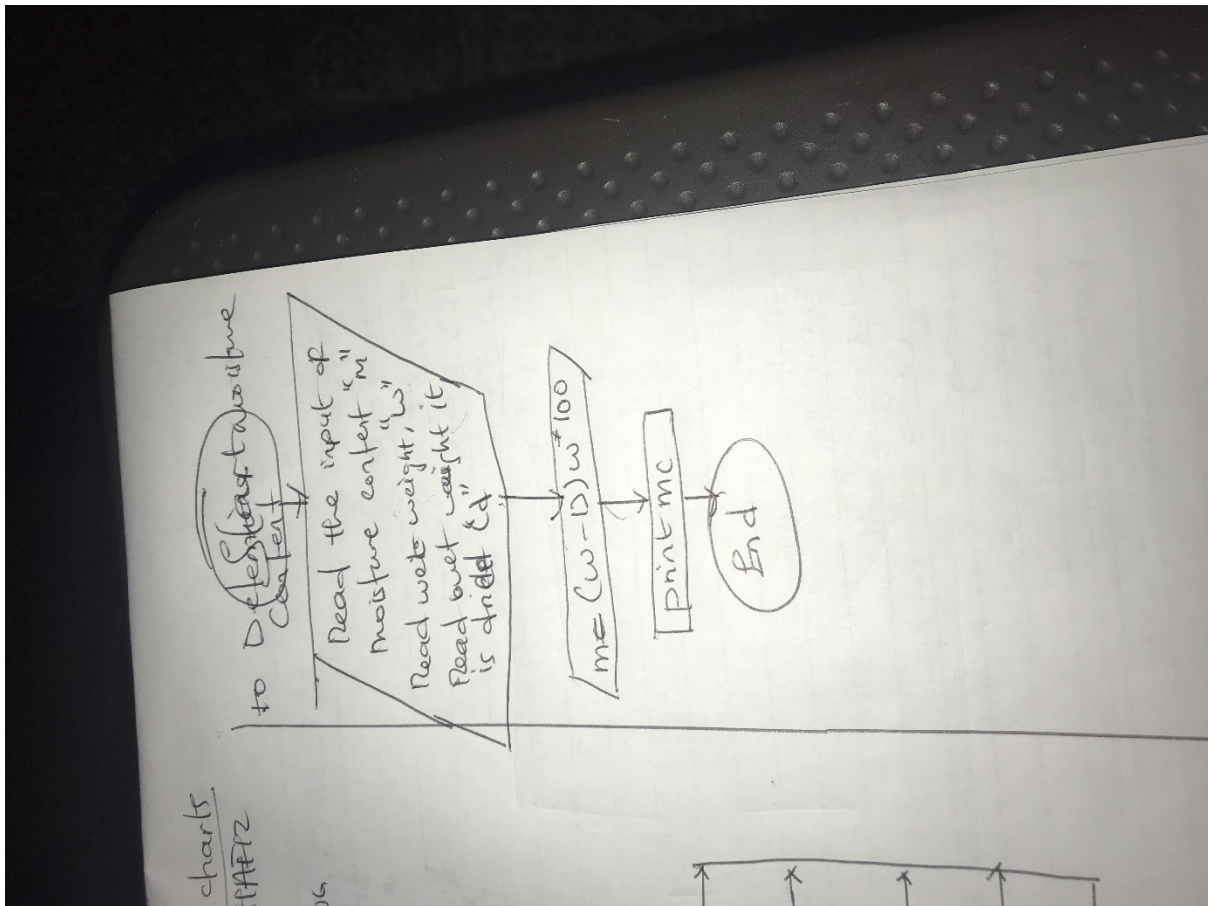 charts
to Determine moisture
content
Start
Read the input of
moisture content "m"
Read wet weight, "w"
Read wet weight it
is dried "d"
mc (w-D)w*100
print mc
End